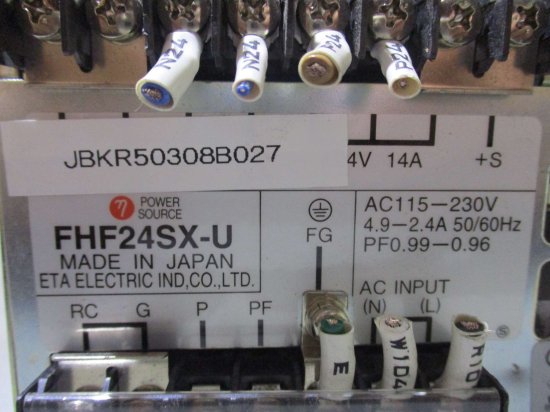 N24
N24
P24
P24
JBKR50308B027
4V 14A
+S
η POWER
SOURCE
FHF24SX-U
MADE IN JAPAN
ETA ELECTRIC IND,CO.,LTD.
FG
AC115-230V
4.9-2.4A 50/60Hz
PF0.99-0.96
AC INPUT
(N) (L)
RC G P PF
E
W1D4
S